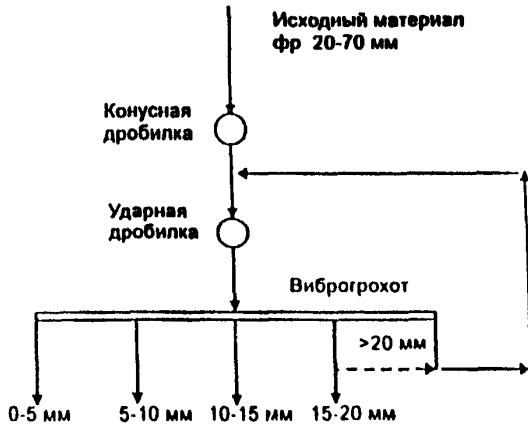 Исходный материал
фр 20-70 мм
Конусная
дробилка
Ударная
дробилка
Виброгрохот
>20 мм
0-5 мм
5-10 мм
10-15 мм
15-20 мм